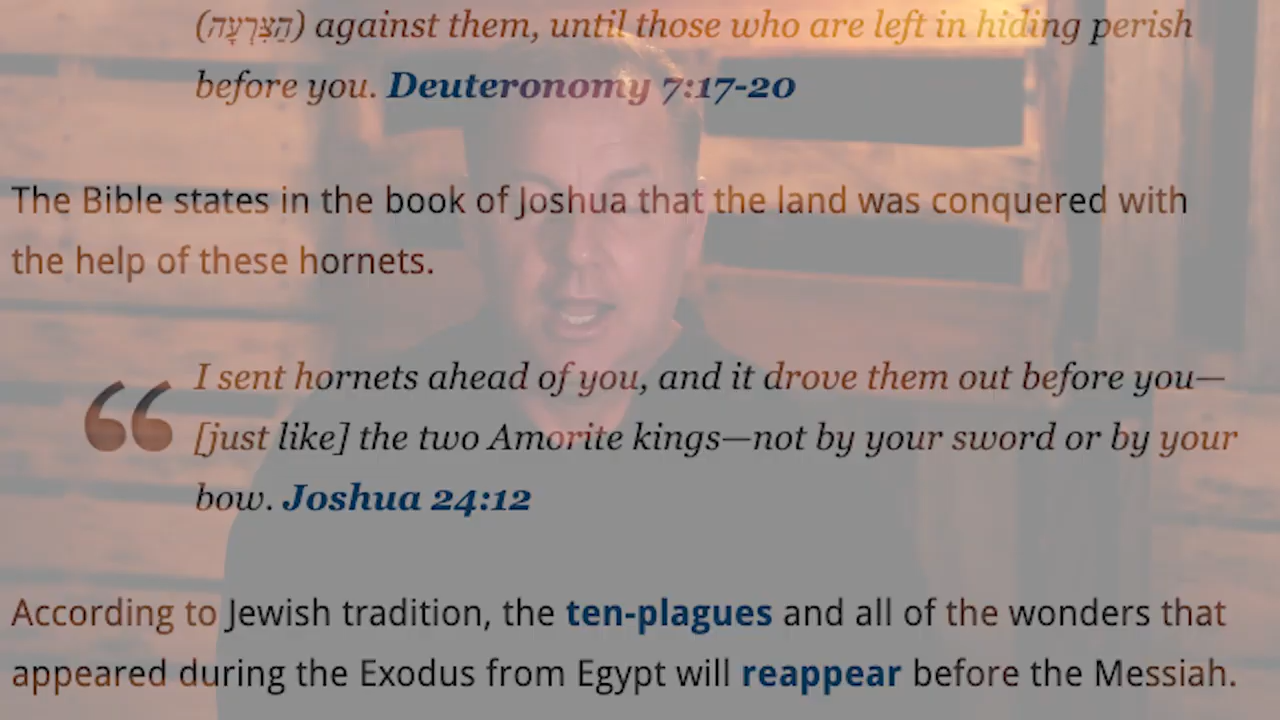 (הַצִּרְעָה) against them, until those who are left in hiding perish
before you. Deuteronomy 7:17-20
The Bible states in the book of Joshua that the land was conquered with
the help of these hornets.
“ I sent hornets ahead of you, and it drove them out before you—
[just like] the two Amorite kings—not by your sword or by your
bow. Joshua 24:12
According to Jewish tradition, the ten-plagues and all of the wonders that
appeared during the Exodus from Egypt will reappear before the Messiah.